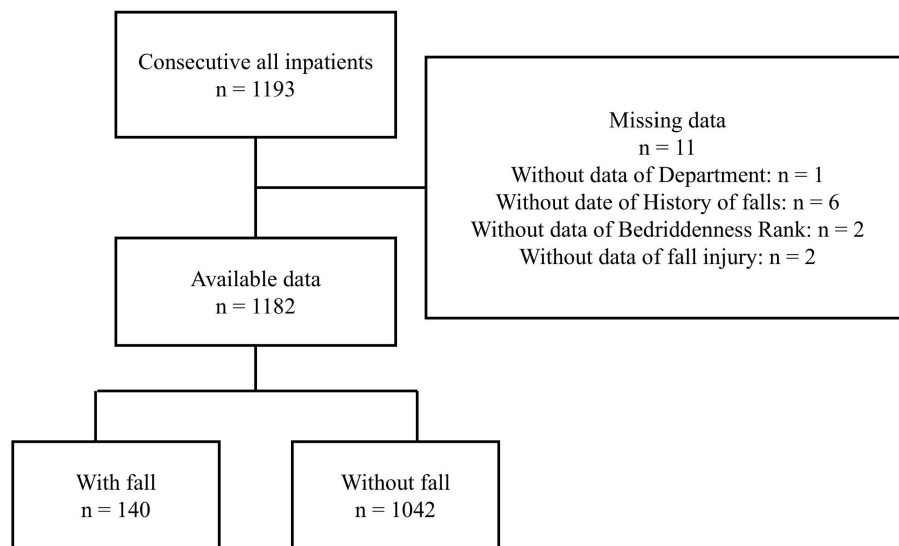 Consecutive all inpatients
n = 1193
Missing data
n = 11
Without data of Department: n = 1
Without date of History of falls: n = 6
Without data of Bedriddenness Rank: n = 2
Without data of fall injury: n = 2
Available data
n = 1182
With fall
n = 140
Without fall
n = 1042